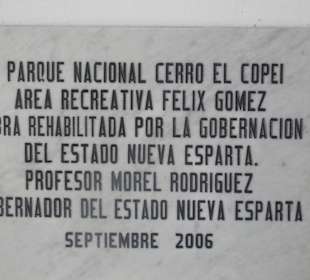 PARQUE NACIONAL CERRO EL COPEI
AREA RECREATIVA FELIX GOMEZ
BRA REHABILITADA POR LA GOBERNACION
DEL ESTADO NUEVA ESPARTA.
PROFESOR MOREL RODRIGUEZ
BERNADOR DEL ESTADO NUEVA ESPARTA
SEPTIEMBRE 2006